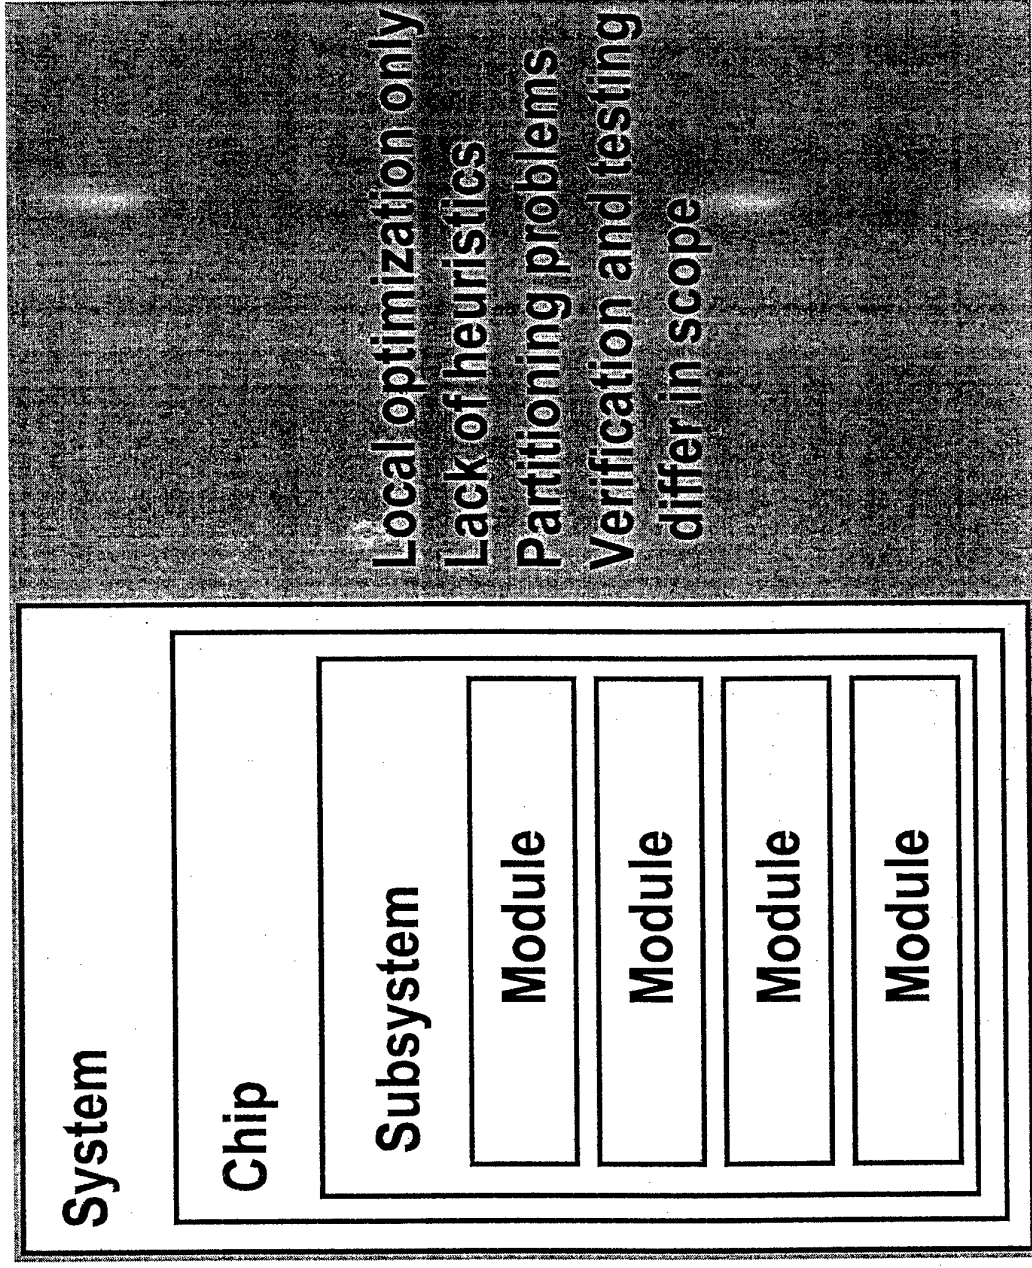 System
Chip
Subsystem
Module
Module
Module
Module
Local optimization only
Lack of heuristics
Partitioning problems
Verification and testing
differ in scope